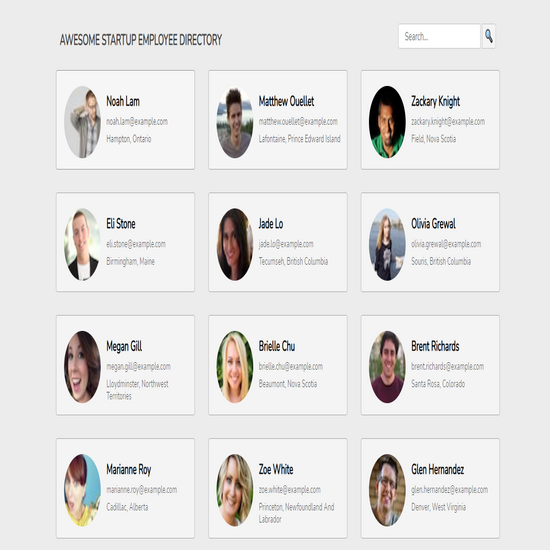 AWESOME STARTUP EMPLOYEE DIRECTORY
Search...
Noah Lam
noah.lam@example.com
Hampton, Ontario
Matthew Ouellet
matthew.ouellet@example.com
Lafontaine, Prince Edward Island
Zackary Knight
zackary.knight@example.com
Field, Nova Scotia
Eli Stone
eli.stone@example.com
Birmingham, Maine
Jade Lo
jade.lo@example.com
Tecumseh, British Columbia
Olivia Grewal
olivia.grewal@example.com
Souris, British Columbia
Megan Gill
megan.gill@example.com
Lloydminster, Northwest
Territories
Brielle Chu
brielle.chu@example.com
Beaumont, Nova Scotia
Brent Richards
brent.richards@example.com
Santa Rosa, Colorado
Marianne Roy
marianne.roy@example.com
Cadillac, Alberta
Zoe White
zoe.white@example.com
Princeton, Newfoundland And
Labrador
Glen Hernandez
glen.hernandez@example.com
Denver, West Virginia